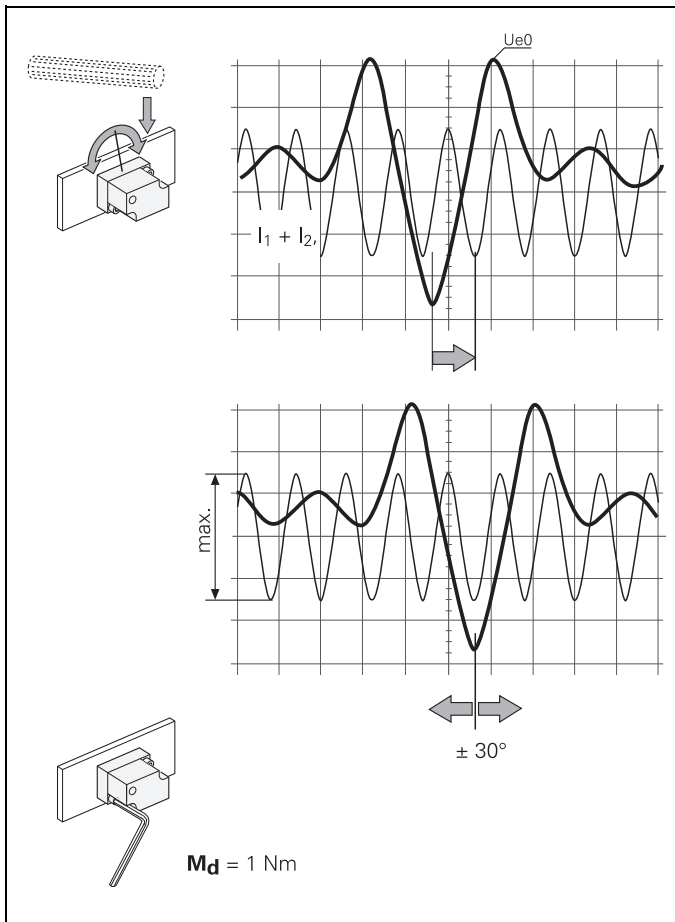 Ue0
I₁ + I₂,
max.
± 30°
Md = 1 Nm